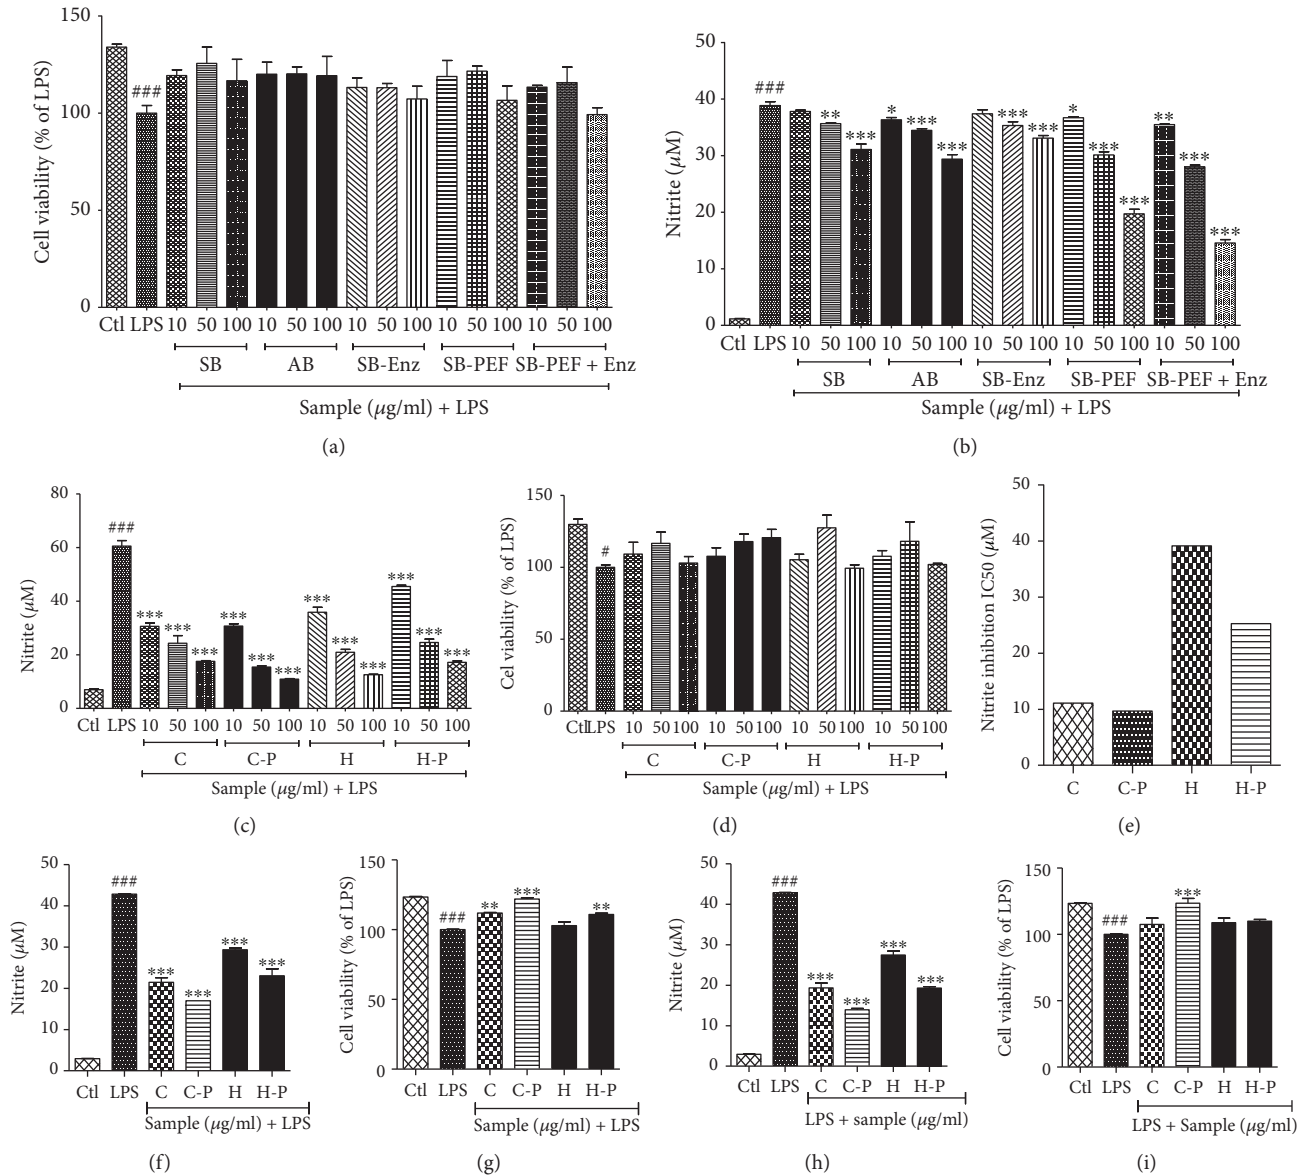 150
100
50
0
Cell viability (% of LPS)
###
Ctl LPS 10 50 100 10 50 100 10 50 100 10 50 100 10 50 100
SB AB SB-Enz SB-PEF SB-PEF + Enz
Sample (μg/ml) + LPS
(a)
50
40
30
20
10
0
Nitrite (μM)
### ** *** * *** *** *** *** * *** *** ** *** ***
Ctl LPS 10 50 100 10 50 100 10 50 100 10 50 100 10 50 100
SB AB SB-Enz SB-PEF SB-PEF + Enz
Sample (μg/ml) + LPS
(b)
80
60
40
20
0
Nitrite (μM)
### *** *** *** *** *** *** *** *** *** *** *** ***
Ctl LPS 10 50 100 10 50 100 10 50 100 10 50 100
C C-P H H-P
Sample (μg/ml) + LPS
(c)
150
100
50
0
Cel viability (% of LPS)
#
Ctl LPS 10 50 100 10 50 100 10 50 100 10 50 100
C C-P H H-P
Sample (μg/ml) + LPS
(d)
50
40
30
20
10
0
Nitrite inhibition IC50 (μM)
C C-P H H-P
(e)
50
40
30
20
10
0
Nitrite (μM)
### *** *** *** ***
Ctl LPS C C-P H H-P
Sample (μg/ml) + LPS
(f)
150
100
50
0
Cell viability (% of LPS)
### ** *** **
Ctl LPS C C-P H H-P
Sample (μg/ml) + LPS
(g)
50
40
30
20
10
0
Nitrite (μM)
### *** *** *** ***
Ctl LPS C C-P H H-P
LPS + sample (μg/ml)
(h)
150
100
50
0
Cell viability (% of LPS)
### ***
Ctl LPS C C-P H H-P
LPS + Sample (μg/ml)
(i)